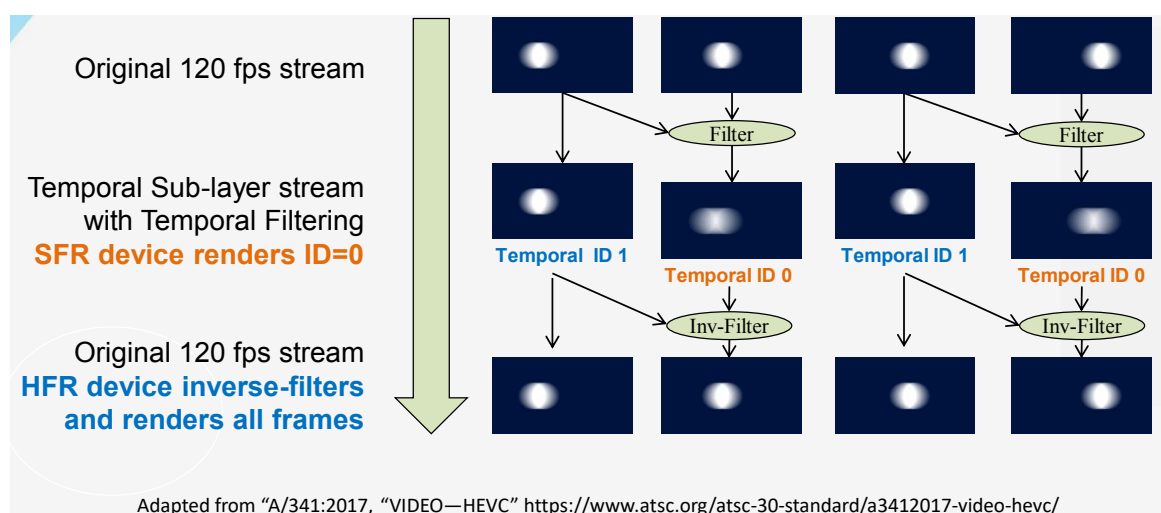 Original 120 fps stream
Filter
Filter
Temporal Sub-layer stream
with Temporal Filtering
SFR device renders ID=0
Temporal ID 1
Temporal ID 0
Temporal ID 1
Temporal ID 0
Inv-Filter
Inv-Filter
Original 120 fps stream
HFR device inverse-filters
and renders all frames
Adapted from “A/341:2017, “VIDEO—HEVC” https://www.atsc.org/atsc-30-standard/a3412017-video-hevc/